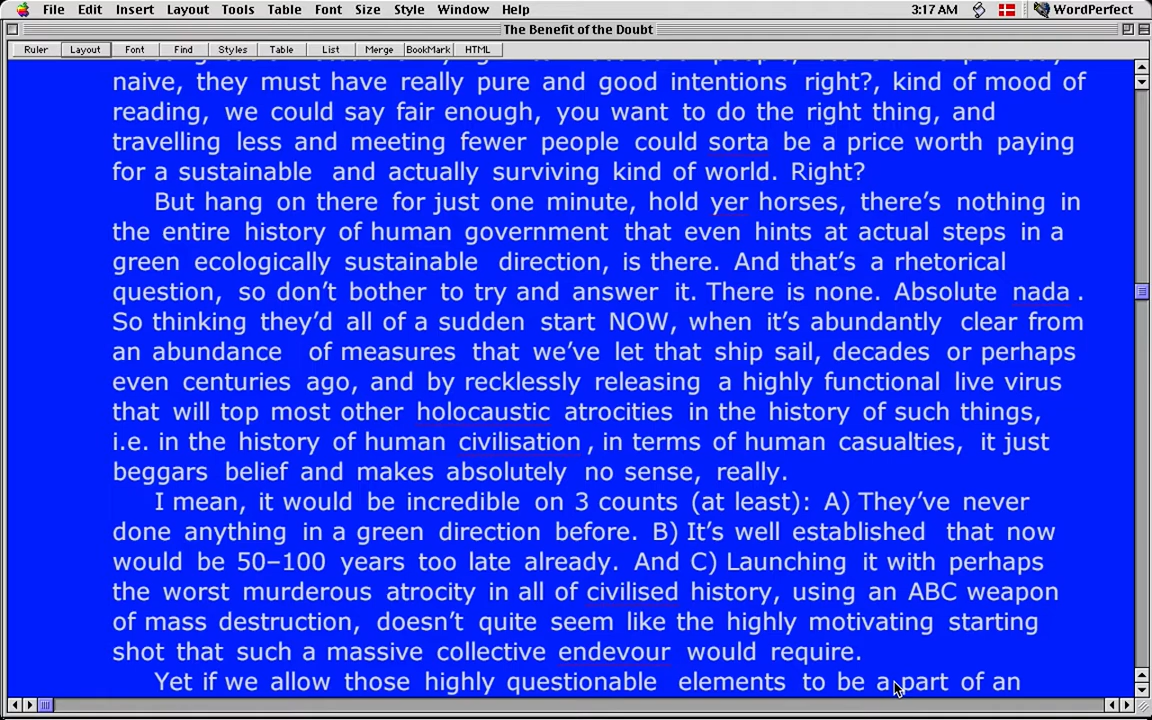 File Edit Insert Layout Tools Table Font Size Style Window Help 3:17 AM WordPerfect
The Benefit of the Doubt
Ruler Layout Font Find Styles Table List Merge BookMark HTML
naive, they must have really pure and good intentions right?, kind of mood of
reading, we could say fair enough, you want to do the right thing, and
travelling less and meeting fewer people could sorta be a price worth paying
for a sustainable and actually surviving kind of world. Right?
But hang on there for just one minute, hold yer horses, there's nothing in
the entire history of human government that even hints at actual steps in a
green ecologically sustainable direction, is there. And that's a rhetorical
question, so don't bother to try and answer it. There is none. Absolute nada .
So thinking they'd all of a sudden start NOW, when it's abundantly clear from
an abundance of measures that we've let that ship sail, decades or perhaps
even centuries ago, and by recklessly releasing a highly functional live virus
that will top most other holocaustic atrocities in the history of such things,
i.e. in the history of human civilisation , in terms of human casualties, it just
beggars belief and makes absolutely no sense, really.
I mean, it would be incredible on 3 counts (at least): A) They've never
done anything in a green direction before. B) It's well established that now
would be 50–100 years too late already. And C) Launching it with perhaps
the worst murderous atrocity in all of civilised history, using an ABC weapon
of mass destruction, doesn't quite seem like the highly motivating starting
shot that such a massive collective endevour would require.
Yet if we allow those highly questionable elements to be a part of an